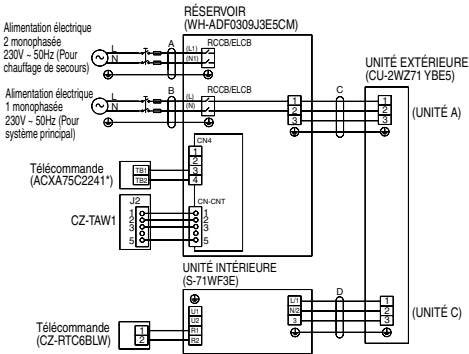 RÉSERVOIR
(WH-ADF0309J3E5CM)
Alimentation électrique
2 monophasée
230V ~ 50Hz (Pour
chauffage de secours)
L
N
A
(L1)
(N1)
RCCB/ELCB
UNITÉ EXTÉRIEURE
(CU-2WZ71 YBE5)
Alimentation électrique
1 monophasée
230V ~ 50Hz (Pour
système principal)
L
N
B
(L)
(N)
RCCB/ELCB
1
2
3
C
1
2
3
(UNITÉ A)
CN4
1
2
3
4
Télécommande
(ACXA75C2241*)
TB1
TB2
CZ-TAW1
J2
1
2
3
5
CN-CNT
1
2
3
5
UNITÉ INTÉRIEURE
(S-71WF3E)
U1
U2
R1
R2
L/1
N/2
3
D
1
2
3
(UNITÉ C)
Télécommande
(CZ-RTC6BLW)
1
2